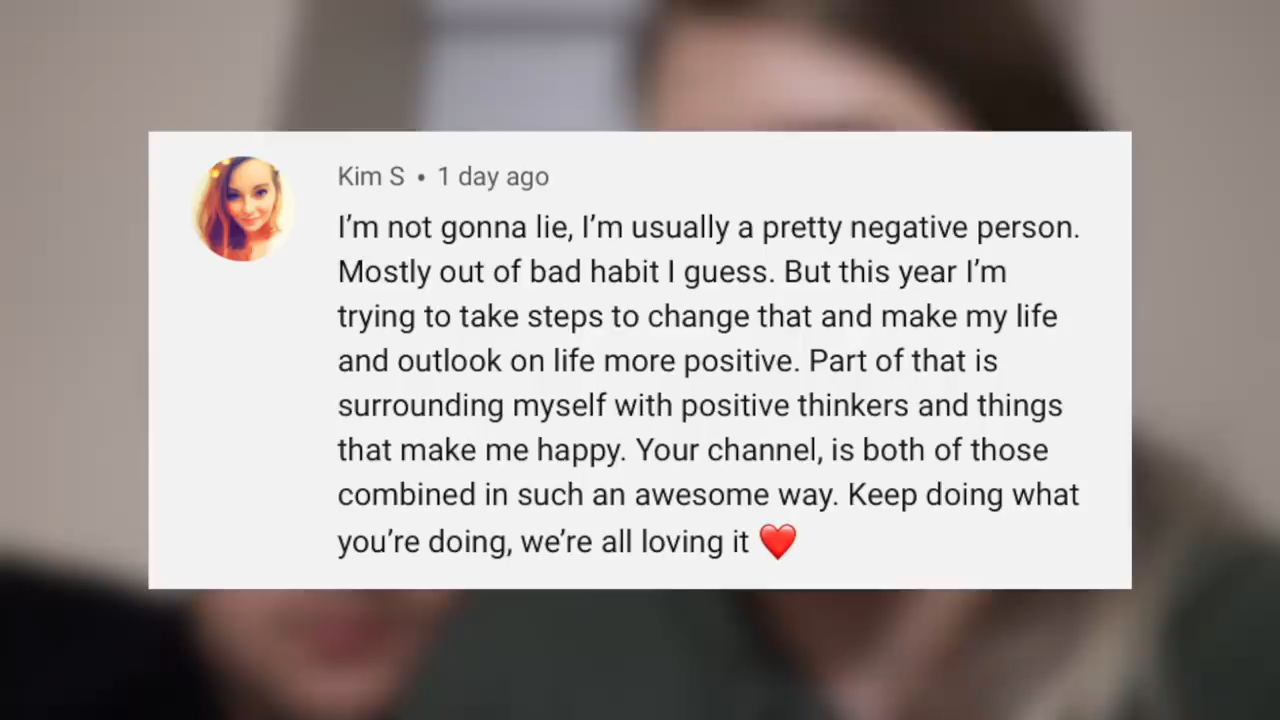 Kim S • 1 day ago
I’m not gonna lie, I’m usually a pretty negative person.
Mostly out of bad habit I guess. But this year I’m
trying to take steps to change that and make my life
and outlook on life more positive. Part of that is
surrounding myself with positive thinkers and things
that make me happy. Your channel, is both of those
combined in such an awesome way. Keep doing what
you’re doing, we’re all loving it ❤️